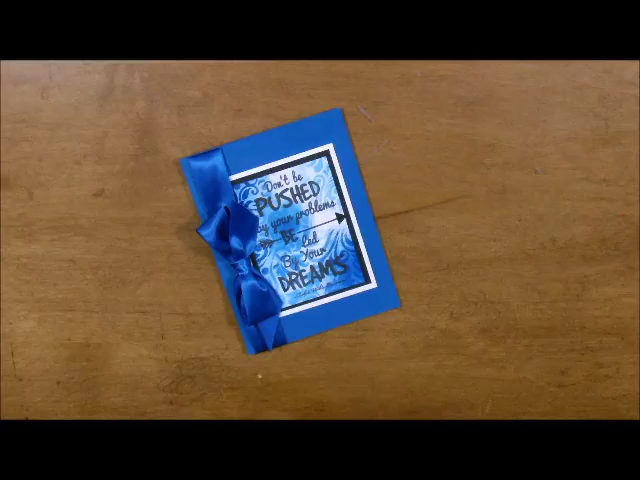 Don't be
PUSHED
by your problems
BE led
By Your
DREAMS